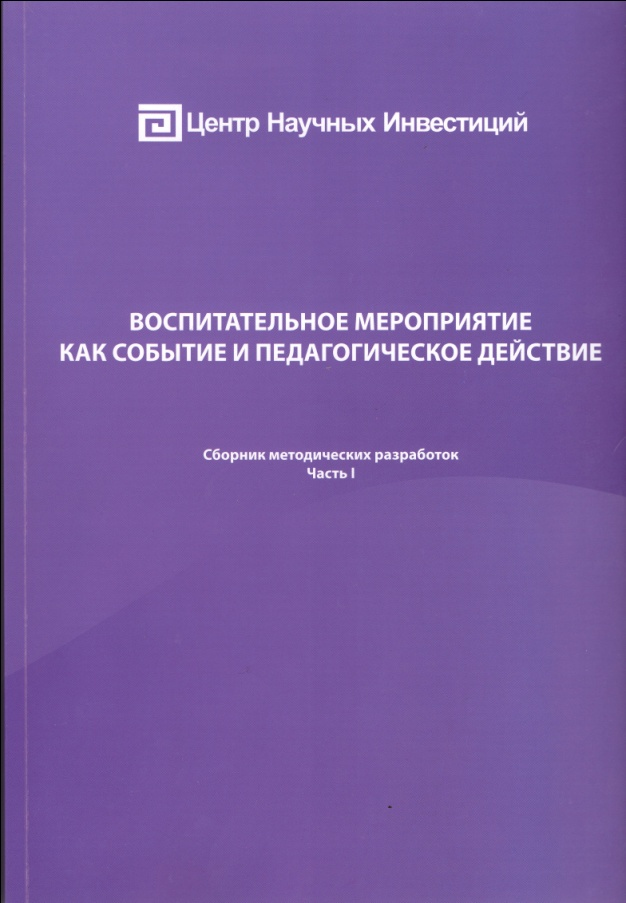 Центр Научных Инвестиций
ВОСПИТАТЕЛЬНОЕ МЕРОПРИЯТИЕ
КАК СОБЫТИЕ И ПЕДАГОГИЧЕСКОЕ ДЕЙСТВИЕ
Сборник методических разработок
Часть I